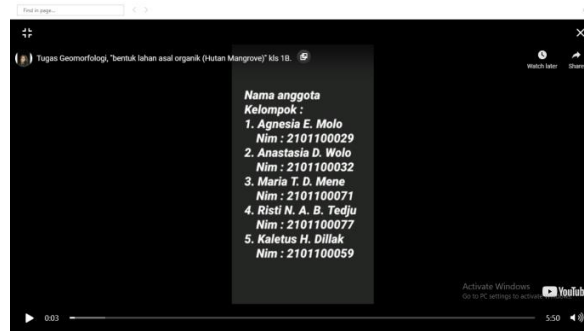 Find in page...
Tugas Geomorfologi, "bentuk lahan asal organik (Hutan Mangrove)" kls 1B.
Watch later
Share
Nama anggota
Kelompok :
1. Agnesia E. Molo
Nim : 2101100029
2. Anastasia D. Wolo
Nim : 2101100032
3. Maria T. D. Mene
Nim : 2101100071
4. Risti N. A. B. Tedju
Nim : 2101100077
5. Kaletus H. Dillak
Nim : 2101100059
Activate Windows
Go to PC settings to activate
YouTub
0:03
5:50